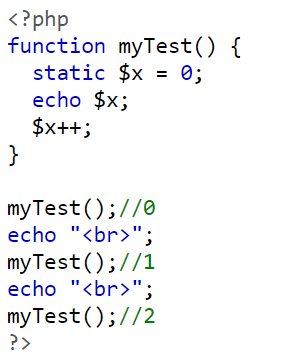 <?php
function myTest() {
  static $x = 0;
  echo $x;
  $x++;
}

myTest();//0
echo "<br>";
myTest();//1
echo "<br>";
myTest();//2
?>